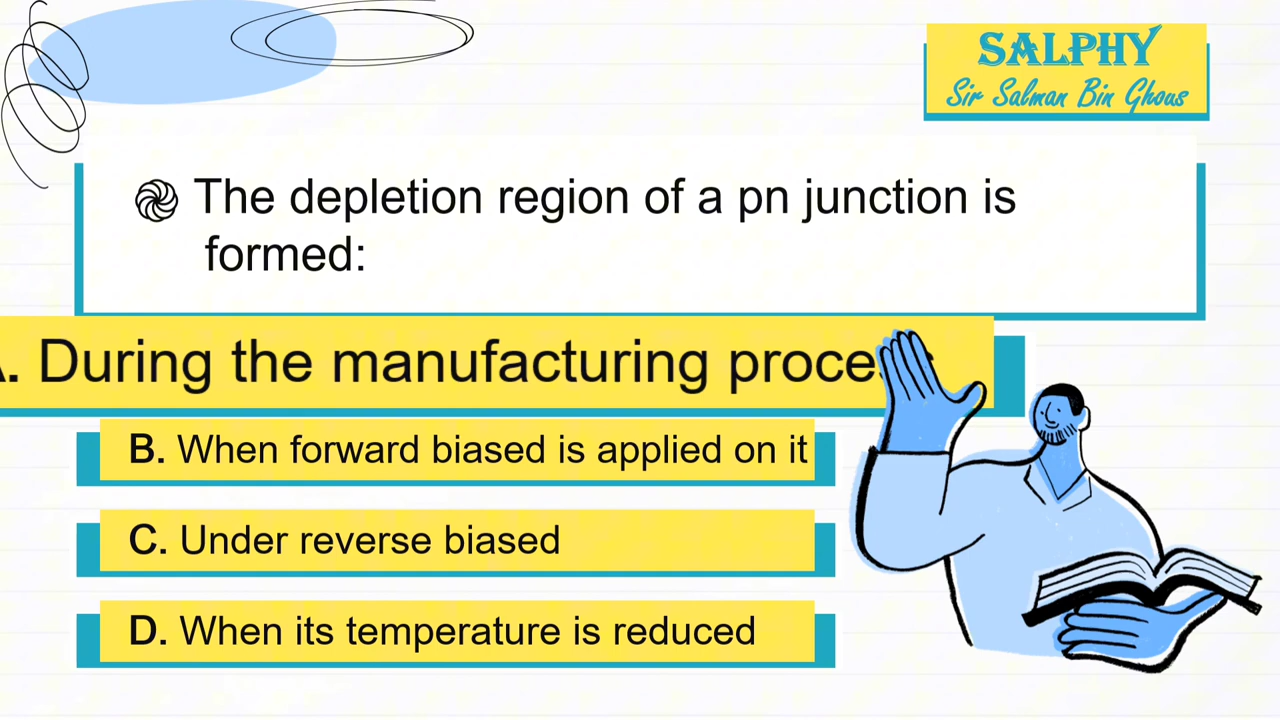 SALPHY
Sir Salman Bin Ghous
The depletion region of a pn junction is
formed:
A. During the manufacturing process
B. When forward biased is applied on it
C. Under reverse biased
D. When its temperature is reduced